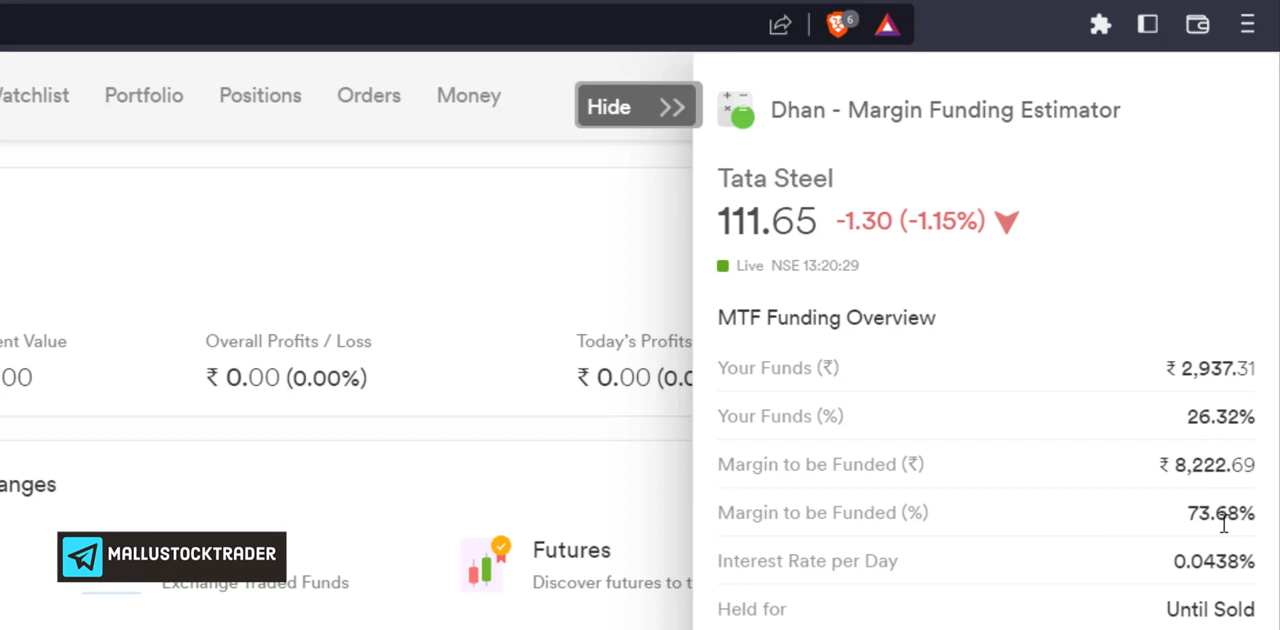 6
atchlist Portfolio Positions Orders Money
Hide >>
Dhan - Margin Funding Estimator
Tata Steel
111.65 -1.30 (-1.15%)
Live NSE 13:20:29
MTF Funding Overview
ent Value
Overall Profits / Loss
Today's Profits
00
₹ 0.00 (0.00%)
₹ 0.00 (0.0
Your Funds (₹) ₹ 2,937.31
Your Funds (%) 26.32%
Margin to be Funded (₹) ₹ 8,222.69
Margin to be Funded (%) 73.68%
Interest Rate per Day 0.0438%
Held for Until Sold
anges
MALLUSTOCKTRADER
Exchange Traded Funds
Futures
Discover futures to t